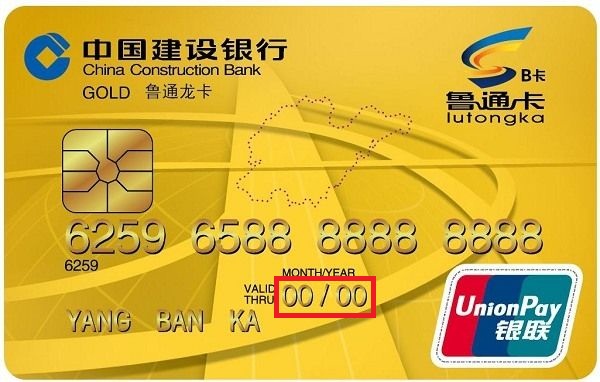 中国建设银行
China Construction Bank
GOLD 鲁通龙卡
B卡
鲁通卡
lutongka
6259 6588 8888 8888
6259
MONTH/YEAR
VALID THRU 00 / 00
YANG BAN KA
UnionPay
银联